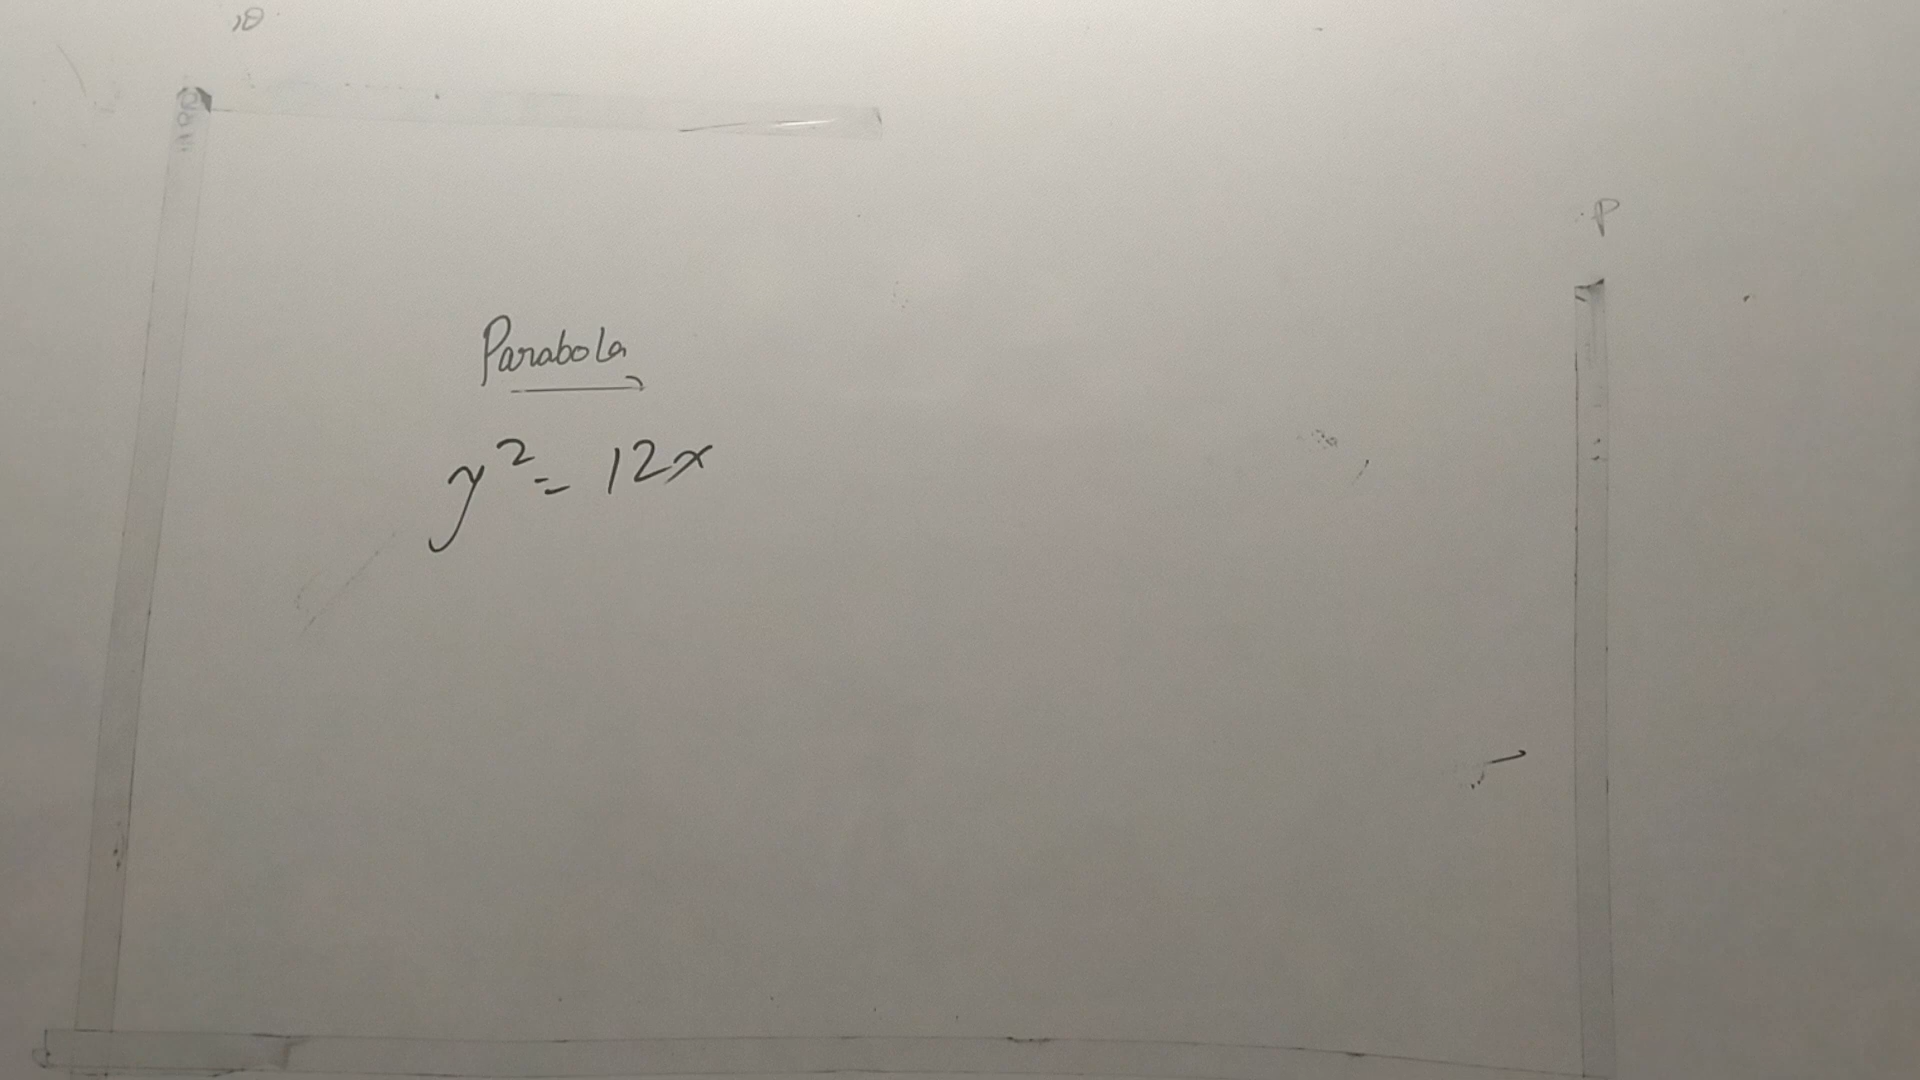 Parabola
y² = 12x
P